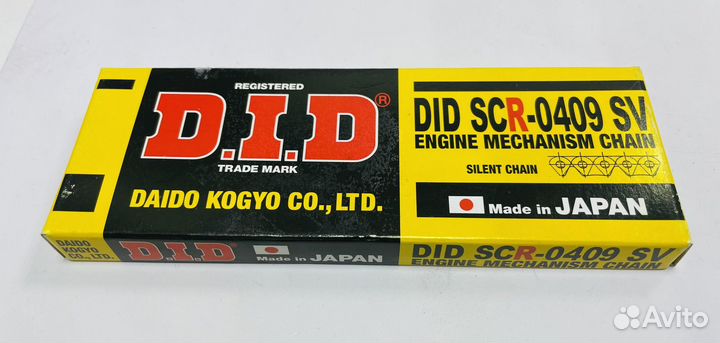 REGISTERED
D.I.D®
TRADE MARK
DAIDO KOGYO CO., LTD.
DID SCR-0409 SV
ENGINE MECHANISM CHAIN
SILENT CHAIN
Made in JAPAN
DAIDO
KOGYO
CO., LTD.
D.I.D
Made in JAPAN
DID SCR-0409 SV
ENGINE MECHANISM CHAIN
Avito